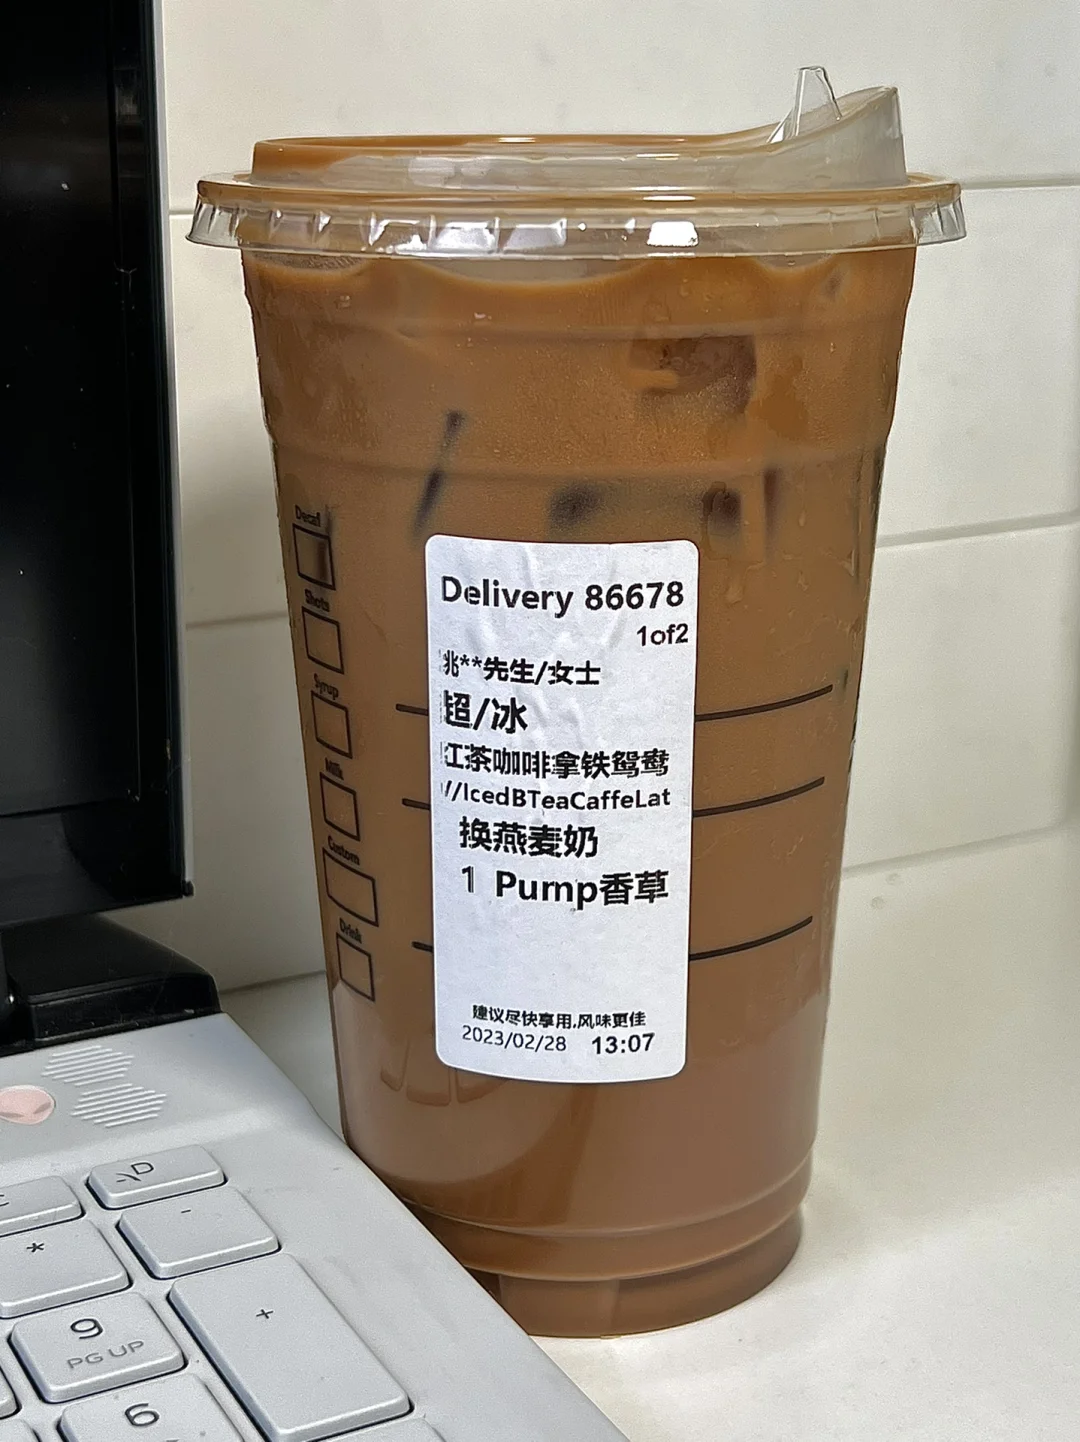 Delivery 86678
1of2
兆**先生/女士
超/冰
红茶咖啡拿铁鸳鸯
//IcedBTeaCaffeLat
换燕麦奶
1 Pump香草
建议尽快享用,风味更佳
2023/02/28 13:07
Decaf
Shots
Syrup
Milk
Custom
Drink
*
-
+
9
PG UP
6